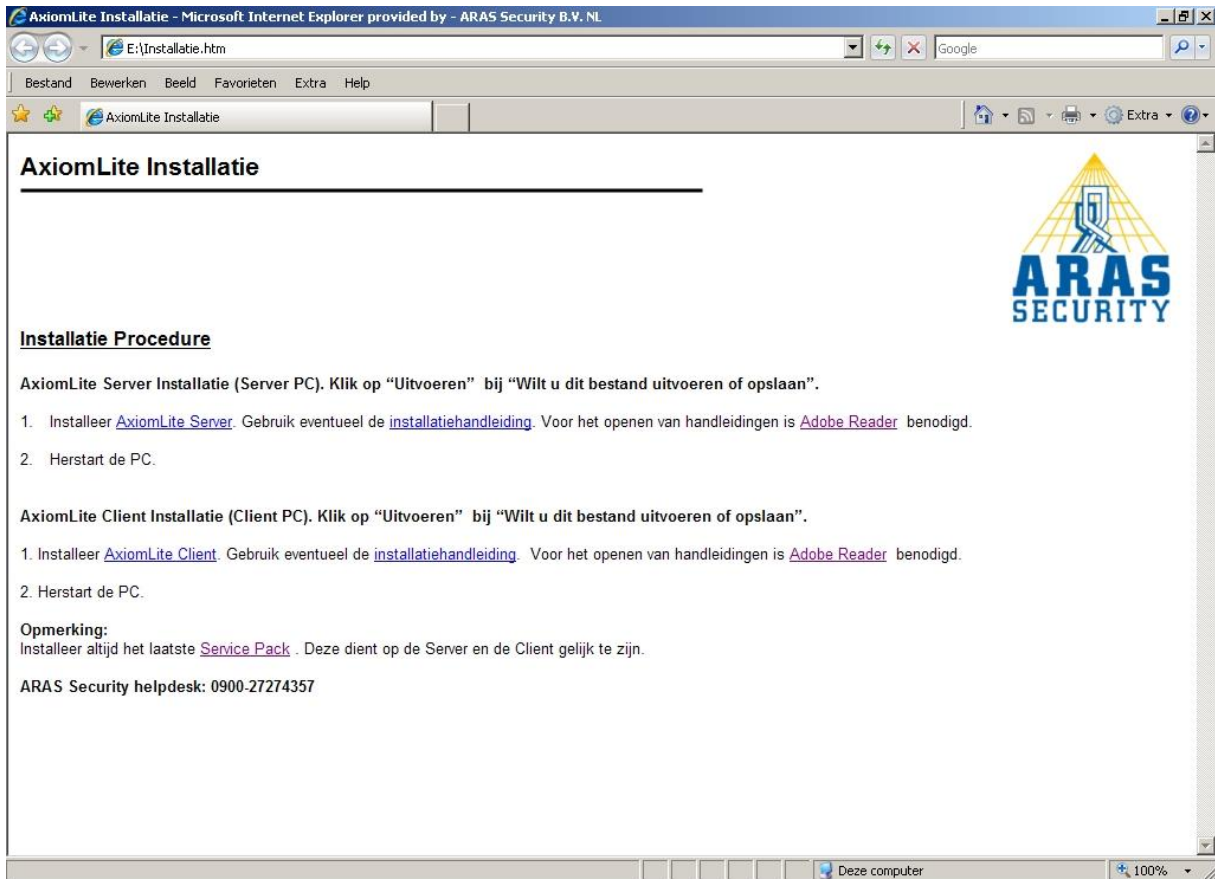 AxiomLite Installatie - Microsoft Internet Explorer provided by - ARAS Security B.V. NL
E:\Installatie.htm
Google
Bestand Bewerken Beeld Favorieten Extra Help
AxiomLite Installatie
Extra
AxiomLite Installatie
ARAS
SECURITY
Installatie Procedure
AxiomLite Server Installatie (Server PC). Klik op “Uitvoeren” bij “Wilt u dit bestand uitvoeren of opslaan”.
1. Installeer AxiomLite Server. Gebruik eventueel de installatiehandleiding. Voor het openen van handleidingen is Adobe Reader benodigd.
2. Herstart de PC.
AxiomLite Client Installatie (Client PC). Klik op “Uitvoeren” bij “Wilt u dit bestand uitvoeren of opslaan”.
1. Installeer AxiomLite Client. Gebruik eventueel de installatiehandleiding. Voor het openen van handleidingen is Adobe Reader benodigd.
2. Herstart de PC.
Opmerking:
Installeer altijd het laatste Service Pack . Deze dient op de Server en de Client gelijk te zijn.
ARAS Security helpdesk: 0900-27274357
Deze computer
100%